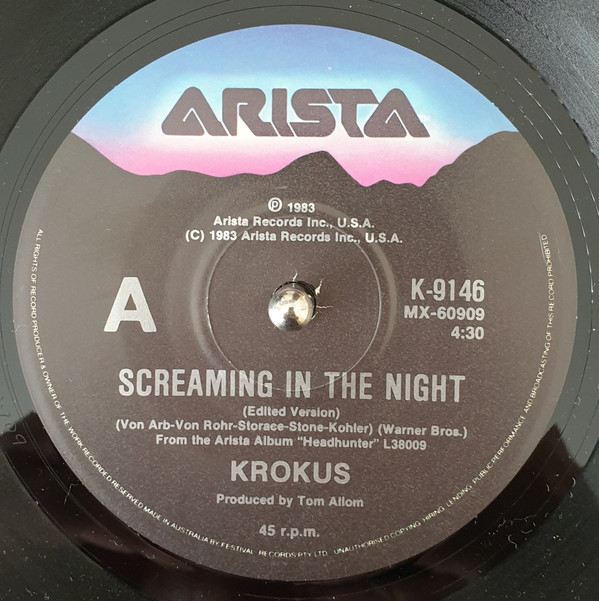 ARISTA
℗ 1983
Arista Records Inc., U.S.A.
(C) 1983 Arista Records Inc., U.S.A.
A
K-9146
MX-60909
4:30
SCREAMING IN THE NIGHT
(Edited Version)
(Von Arb-Von Rohr-Storace-Stone-Kohler) (Warner Bros.)
From the Arista Album "Headhunter" L38009
KROKUS
Produced by Tom Allom
45 r.p.m.
ALL RIGHTS OF RECORD PRODUCER & OWNER OF THE WORK RECORDED RESERVED MADE IN AUSTRALIA BY FESTIVAL RECORDS PTY LTD. UNAUTHORISED COPYING, HIRING, LENDING, PUBLIC PERFORMANCE AND BROADCASTING OF THIS RECORD PROHIBITED